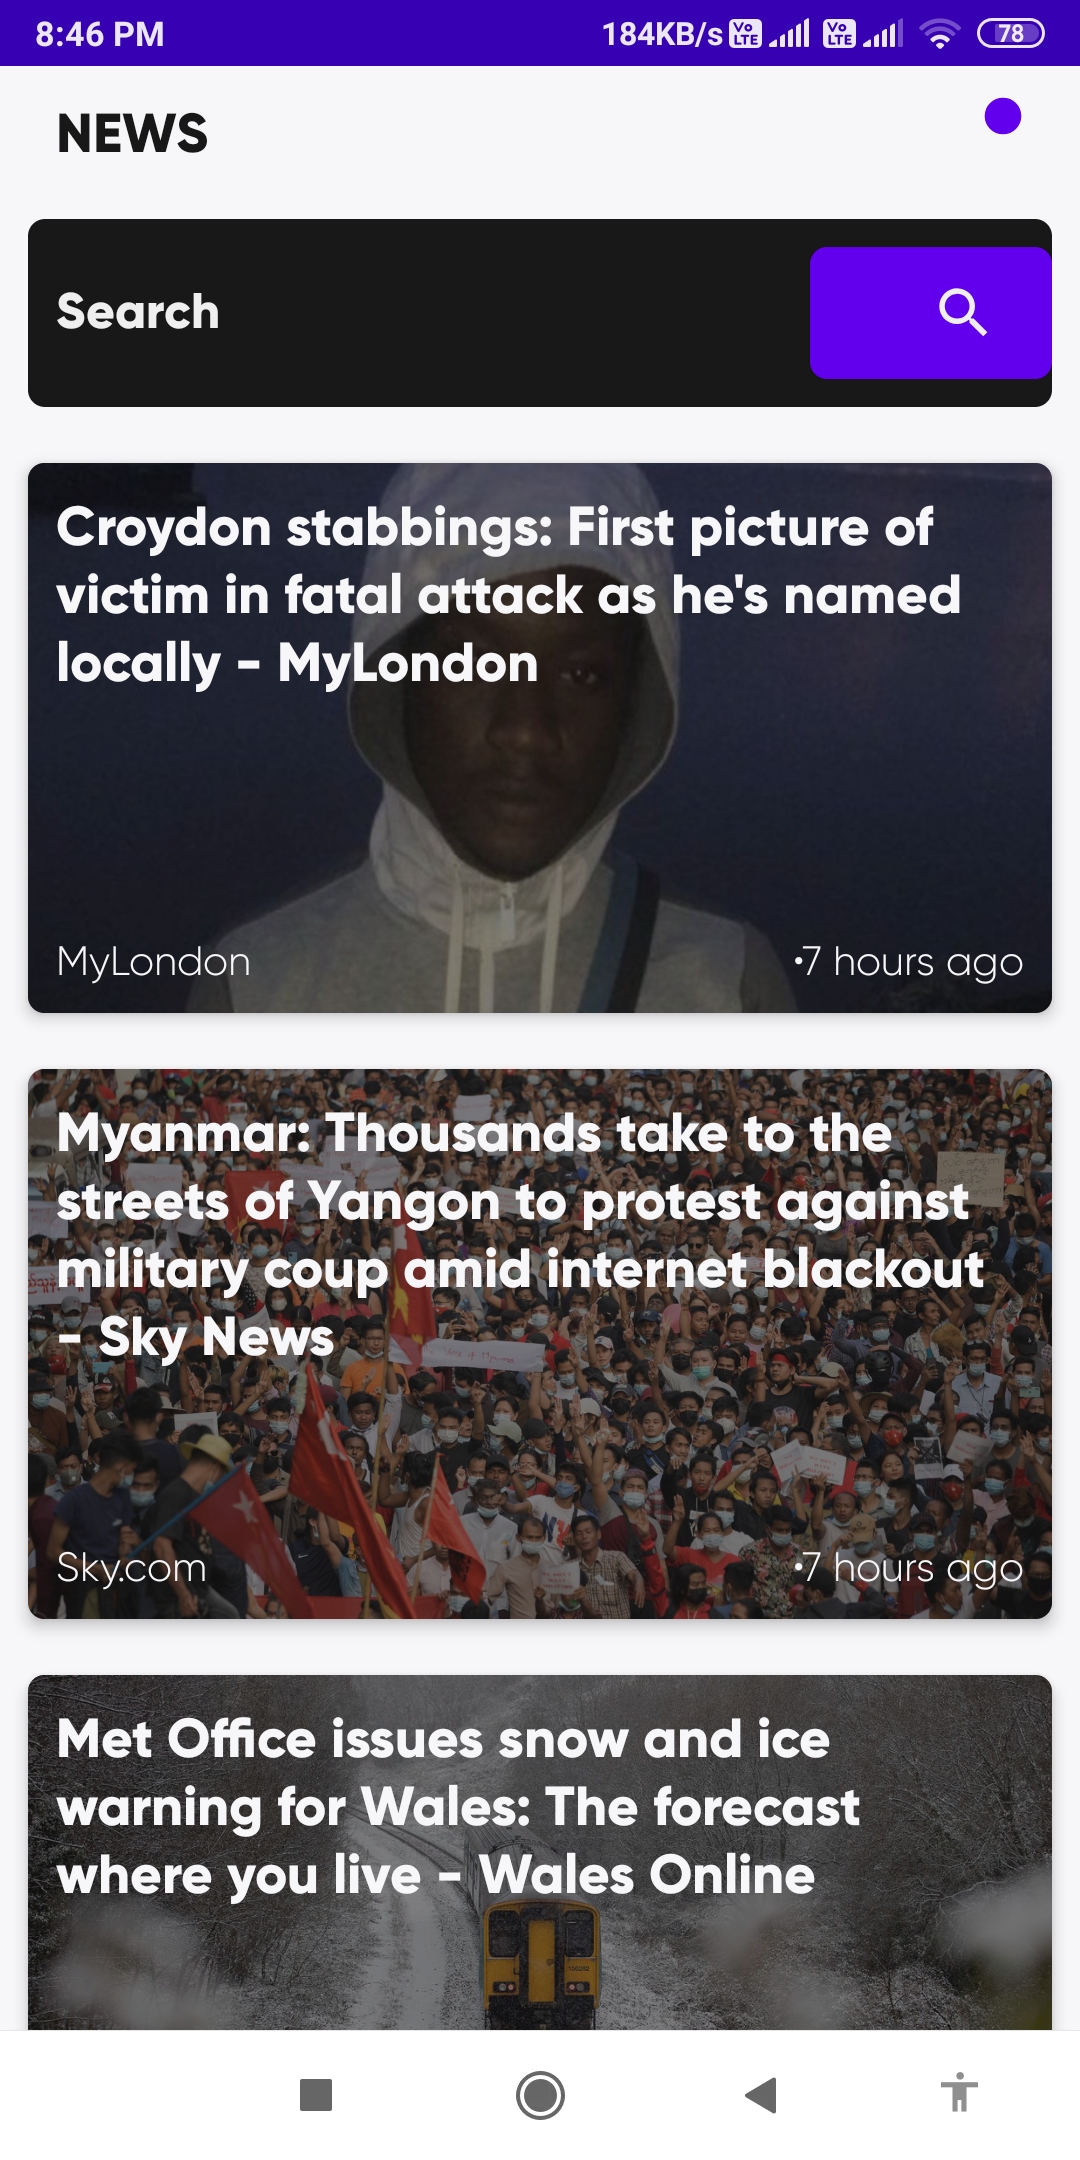 8:46 PM
184KB/s Vo LTE Vo LTE 78
NEWS
Search
Croydon stabbings: First picture of
victim in fatal attack as he's named
locally - MyLondon
MyLondon
•7 hours ago
Myanmar: Thousands take to the
streets of Yangon to protest against
military coup amid internet blackout
- Sky News
Sky.com
•7 hours ago
Met Office issues snow and ice
warning for Wales: The forecast
where you live - Wales Online